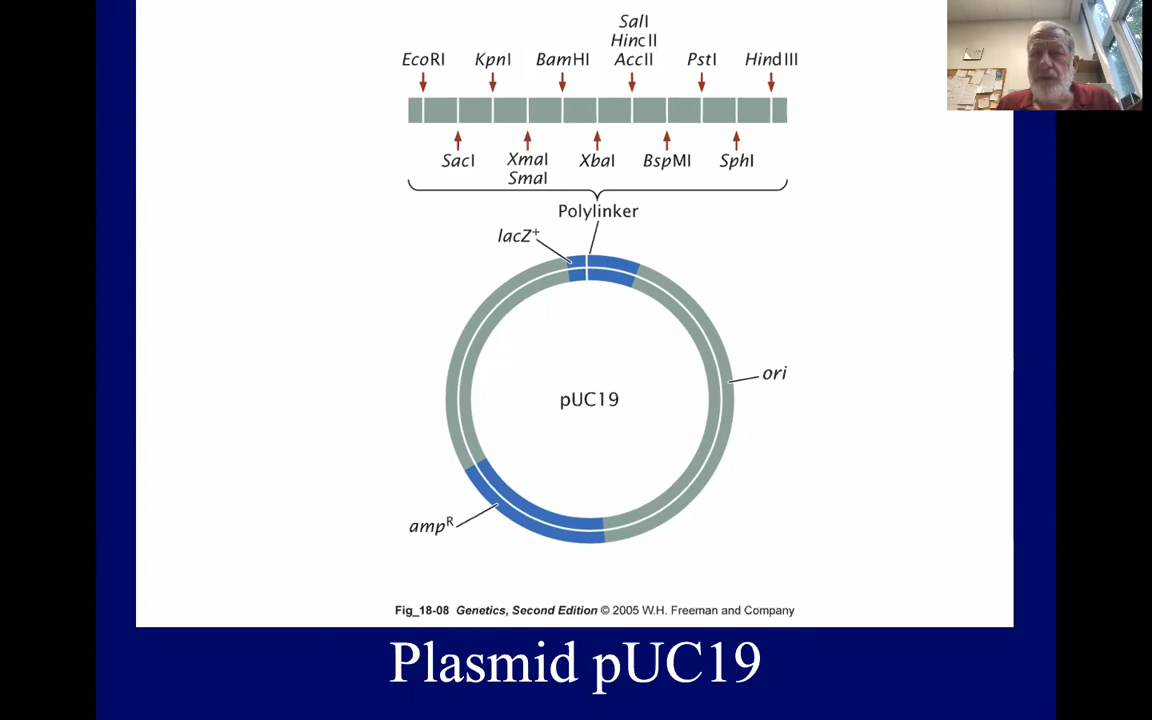 SalI
HincII
EcoRI KpnI BamHI AccII PstI HindIII
SacI XmaI XbaI BspMI SphI
SmaI
Polylinker
lacZ+
ori
pUC19
ampR
Fig_18-08 Genetics, Second Edition © 2005 W.H. Freeman and Company
Plasmid pUC19